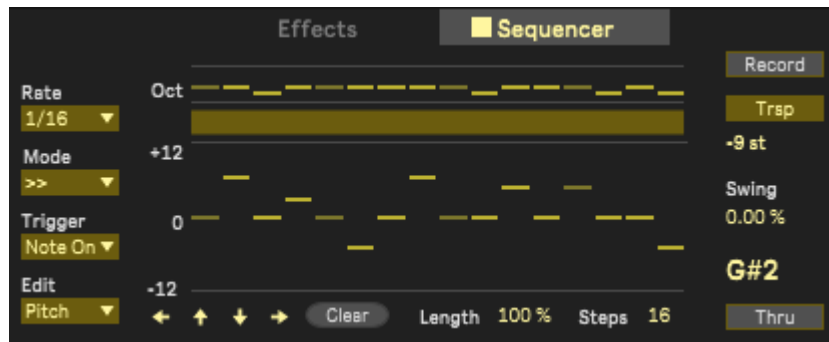 Effects
Sequencer
Record
Rate
Oct
1/16
Trsp
Mode
+12
-9 st
>>
Swing
Trigger
0
0.00 %
Note On
G#2
Edit
-12
Pitch
Clear
Length 100 %
Steps 16
Thru